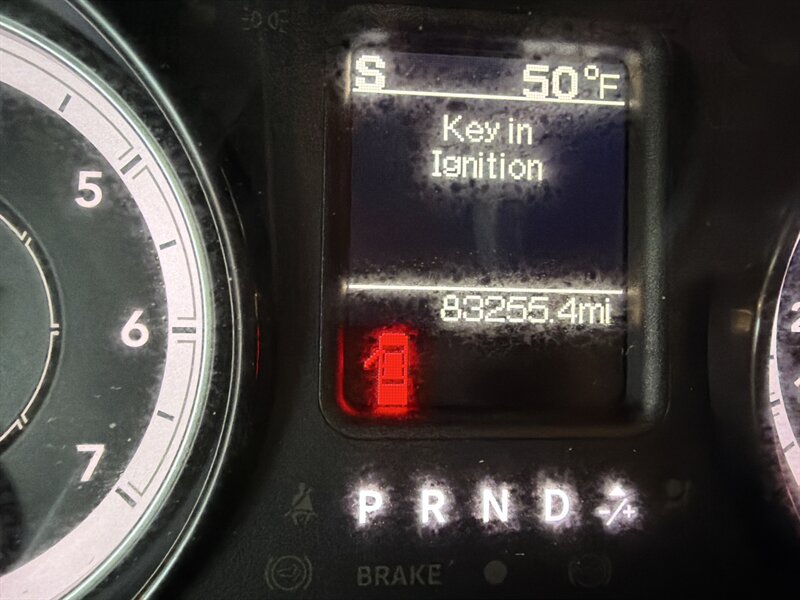 S 50°F
Key in
Ignition
83255.4mi
5
6
7
P R N D -/+
BRAKE